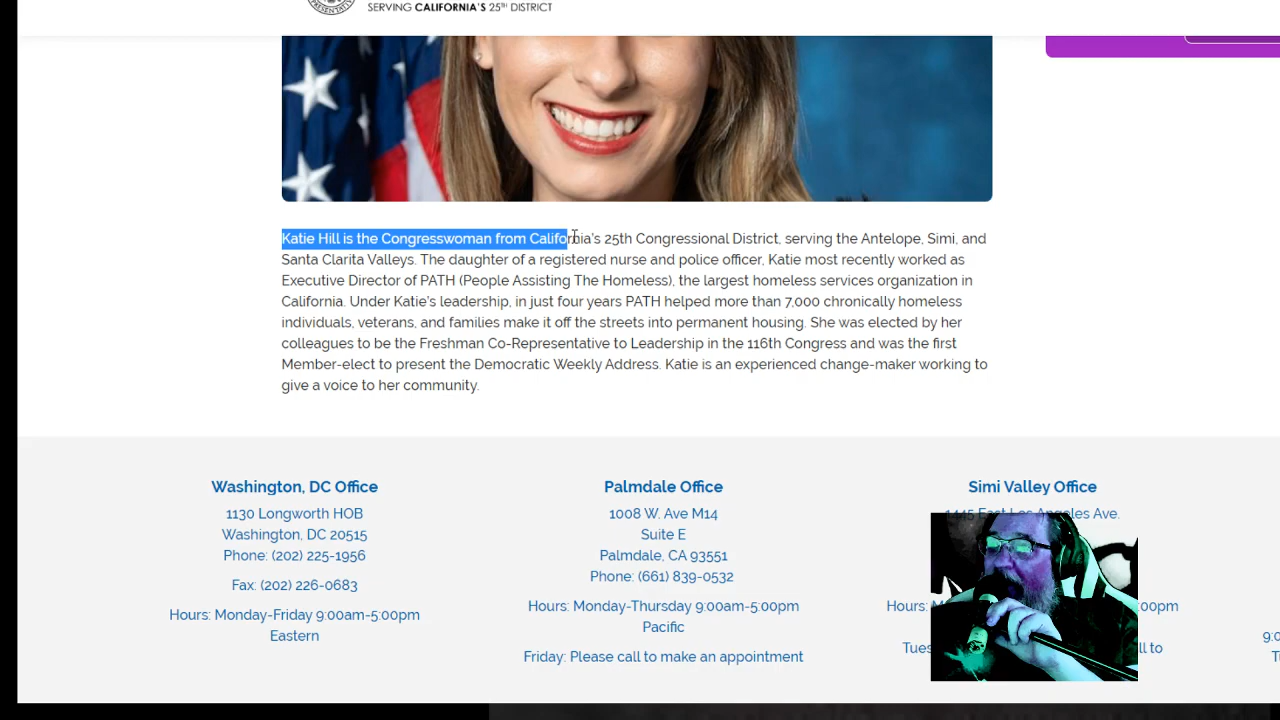 SERVING CALIFORNIA'S 25TH DISTRICT
Katie Hill is the Congresswoman from California's 25th Congressional District, serving the Antelope, Simi, and
Santa Clarita Valleys. The daughter of a registered nurse and police officer, Katie most recently worked as
Executive Director of PATH (People Assisting The Homeless), the largest homeless services organization in
California. Under Katie's leadership, in just four years PATH helped more than 7,000 chronically homeless
individuals, veterans, and families make it off the streets into permanent housing. She was elected by her
colleagues to be the Freshman Co-Representative to Leadership in the 116th Congress and was the first
Member-elect to present the Democratic Weekly Address. Katie is an experienced change-maker working to
give a voice to her community.
Washington, DC Office
1130 Longworth HOB
Washington, DC 20515
Phone: (202) 225-1956
Fax: (202) 226-0683
Hours: Monday-Friday 9:00am-5:00pm
Eastern
Palmdale Office
1008 W. Ave M14
Suite E
Palmdale, CA 93551
Phone: (661) 839-0532
Hours: Monday-Thursday 9:00am-5:00pm
Pacific
Friday: Please call to make an appointment
Simi Valley Office
1445 East Los Angeles Ave.
Hours: